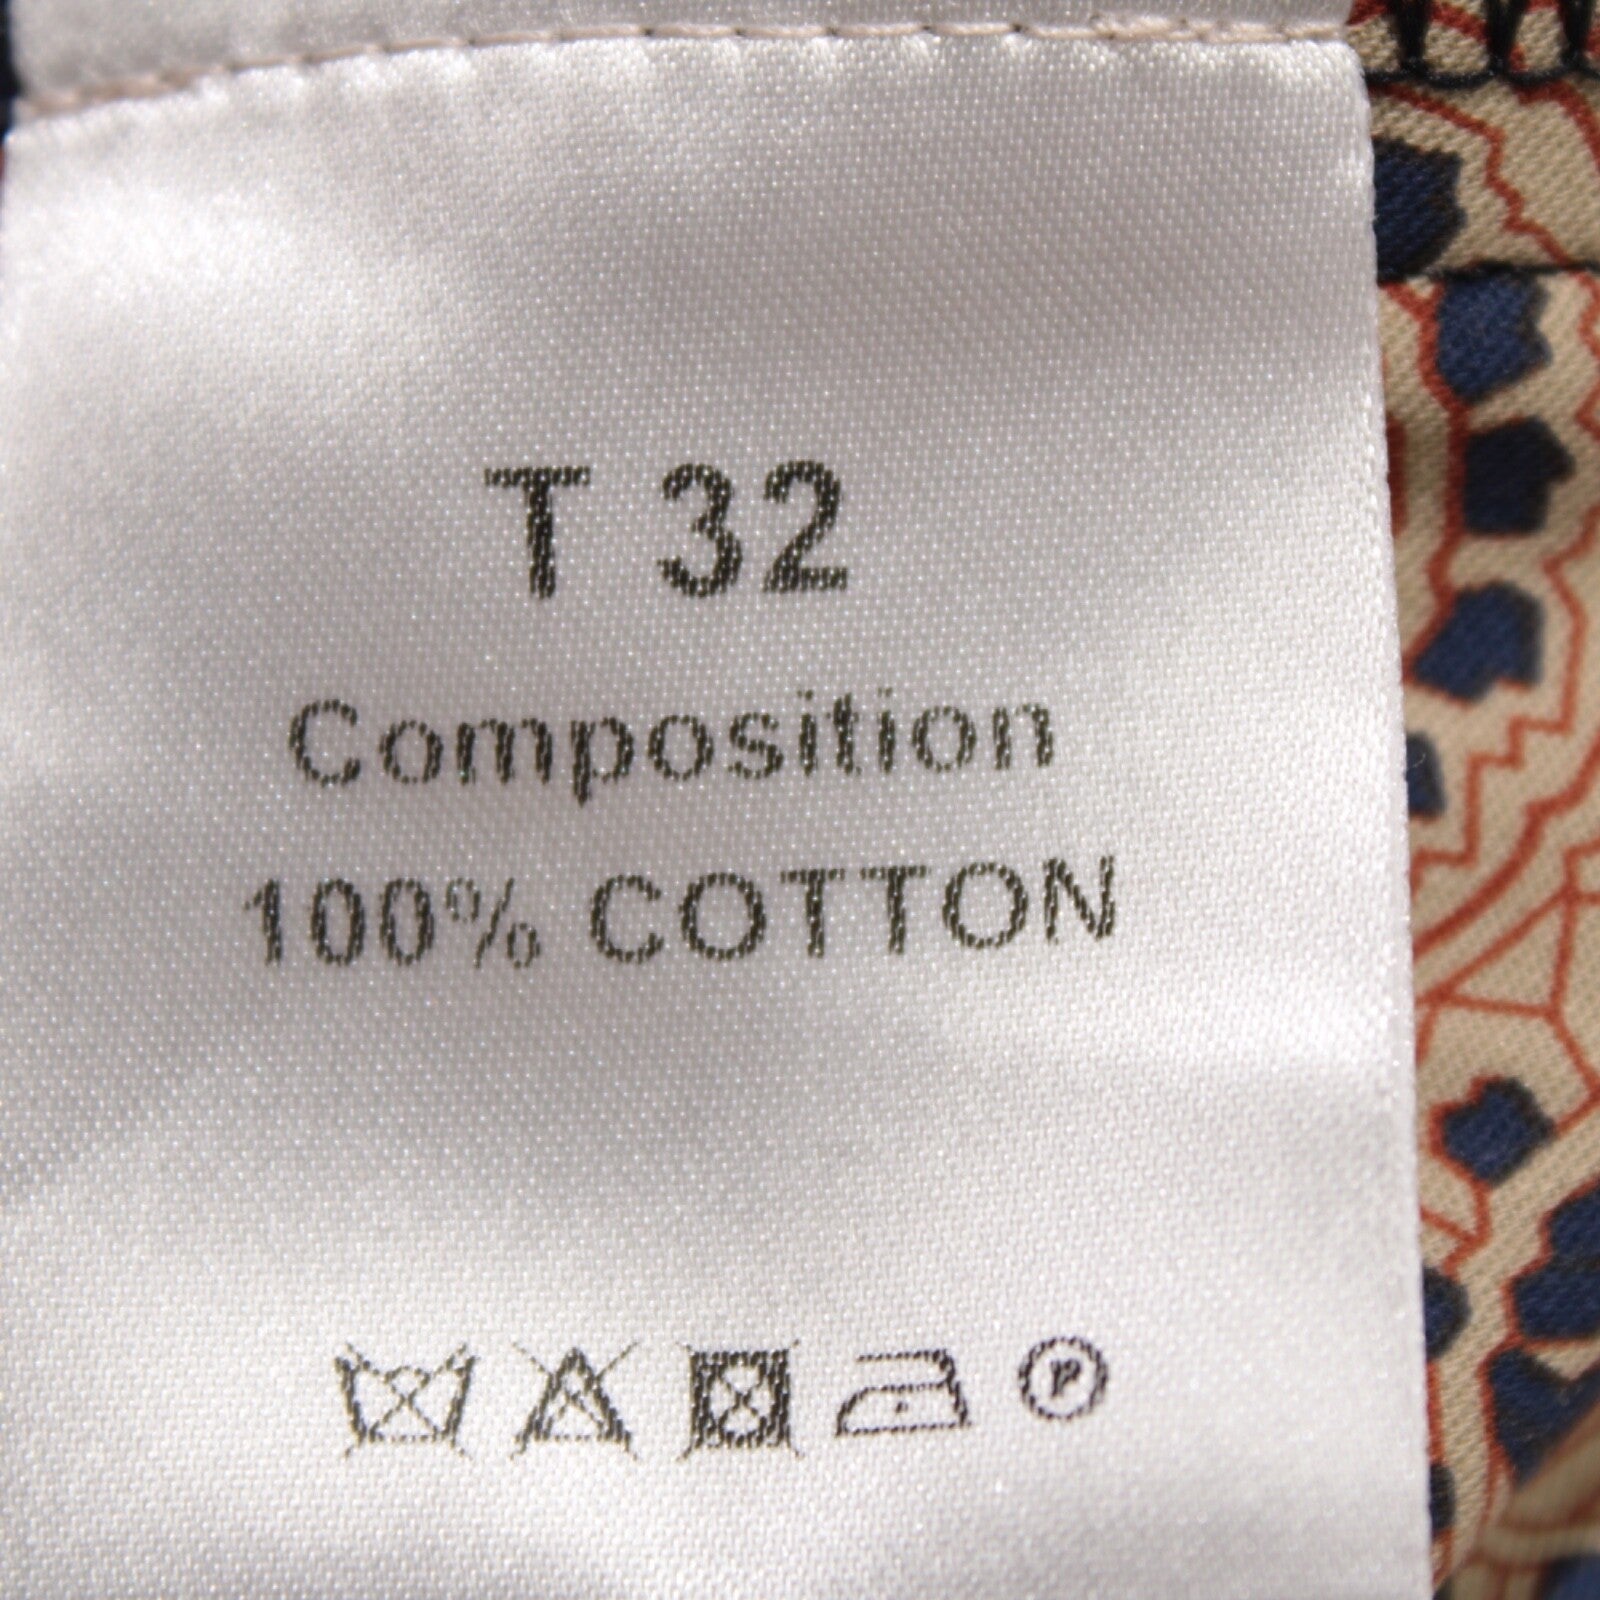 T 32
Composition
100% COTTON
P